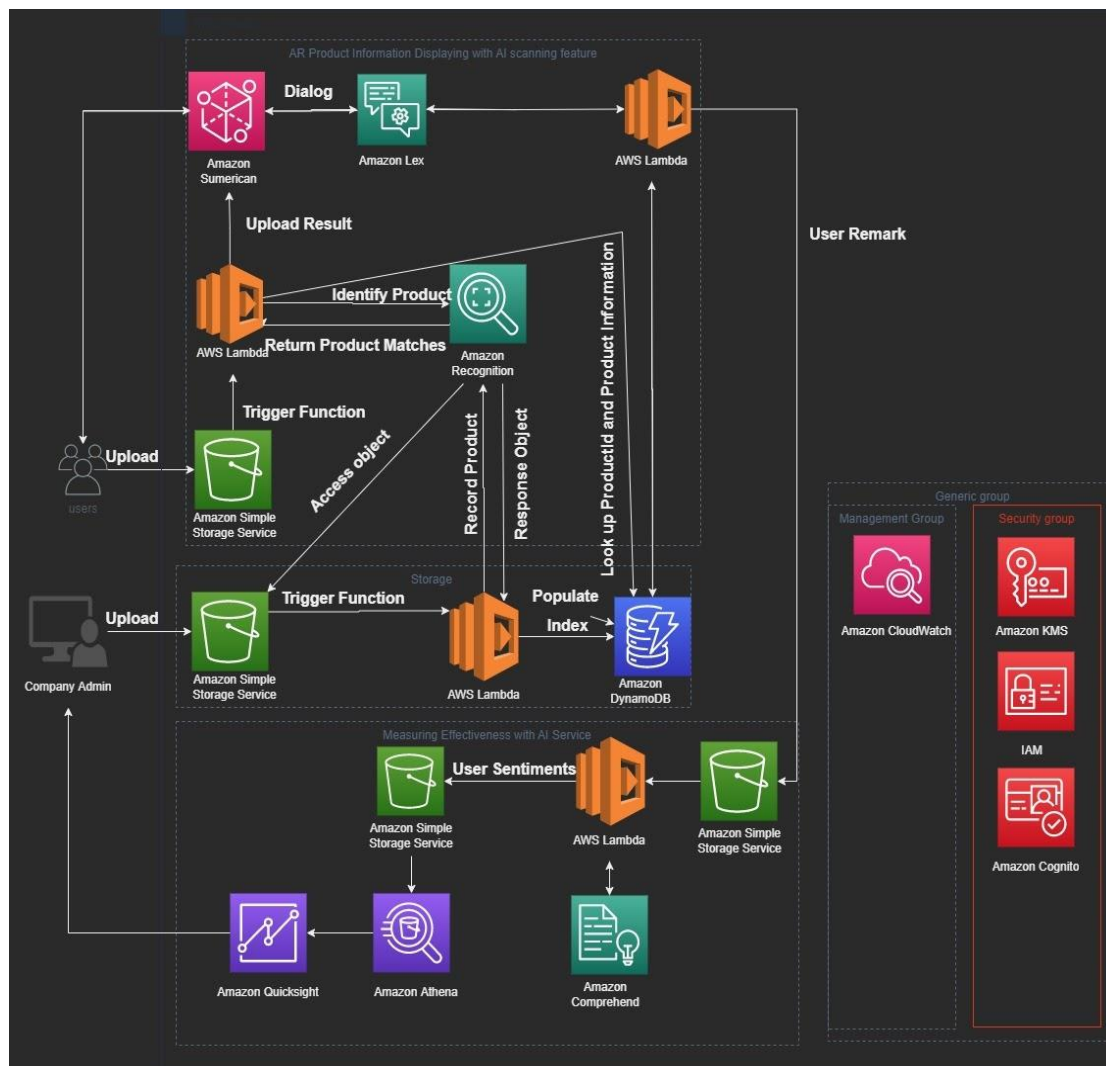 AR Product Information Displaying with AI scanning feature
Dialog
Amazon
Sumerican
Amazon Lex
AWS Lambda
User Remark
Upload Result
Identify Product
Return Product Matches
AWS Lambda
Amazon
Recognition
Look up ProductId and Product Information
Trigger Function
Access object
Record Product
Response Object
Upload
users
Amazon Simple
Storage Service
Storage
Trigger Function
Upload
Populate
Index
Company Admin
Amazon Simple
Storage Service
AWS Lambda
Amazon
DynamoDB
Measuring Effectiveness with AI Service
User Sentiments
Amazon Simple
Storage Service
AWS Lambda
Amazon Simple
Storage Service
Amazon Quicksight
Amazon Athena
Amazon
Comprehend
Generic group
Management Group
Security group
Amazon CloudWatch
Amazon KMS
IAM
Amazon Cognito